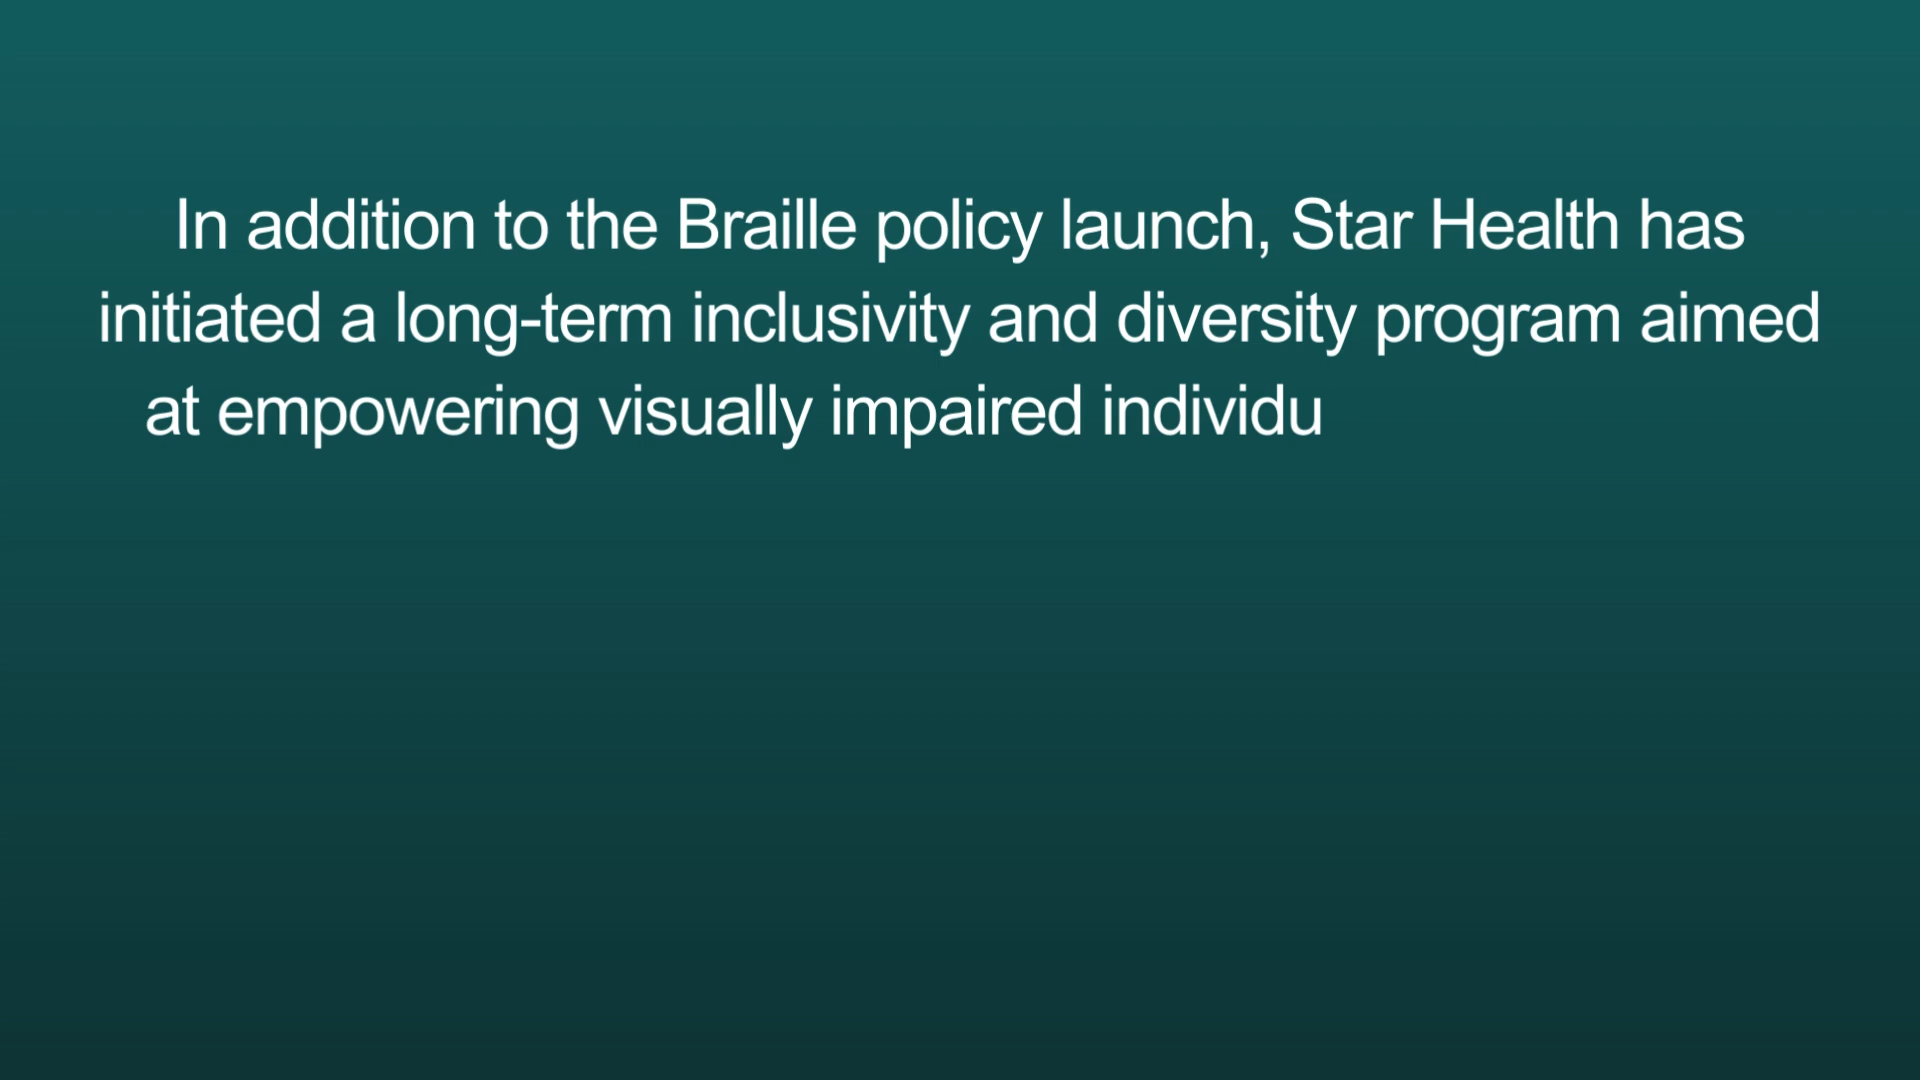 In addition to the Braille policy launch, Star Health has
initiated a long-term inclusivity and diversity program aimed
at empowering visually impaired individu